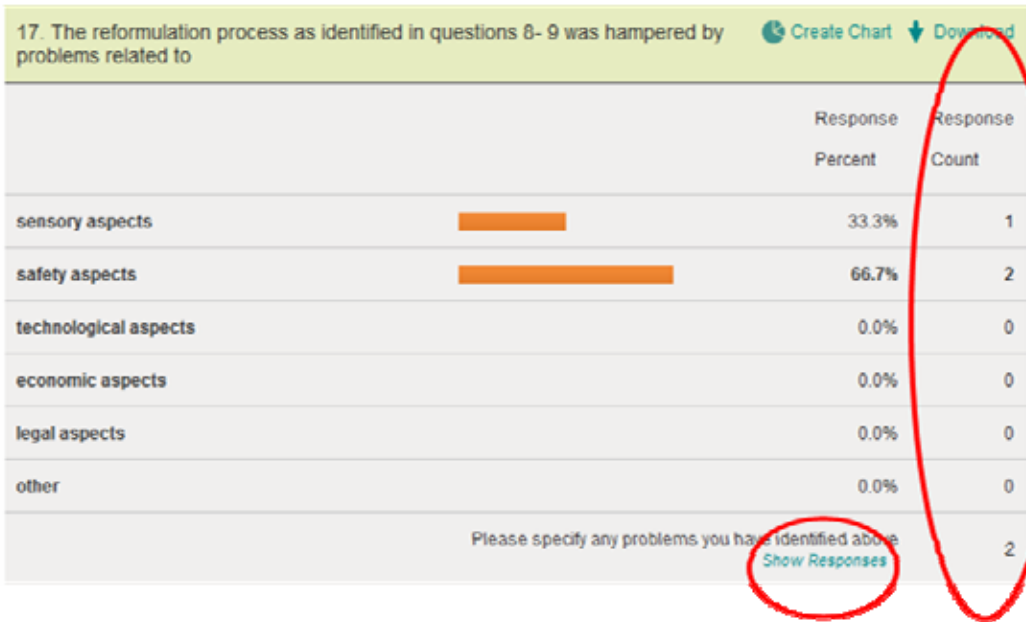 17. The reformulation process as identified in questions 8- 9 was hampered by problems related to
Create Chart Download
Response Percent
Response Count
sensory aspects 33.3% 1
safety aspects 66.7% 2
technological aspects 0.0% 0
economic aspects 0.0% 0
legal aspects 0.0% 0
other 0.0% 0
Please specify any problems you have identified above
Show Responses
2